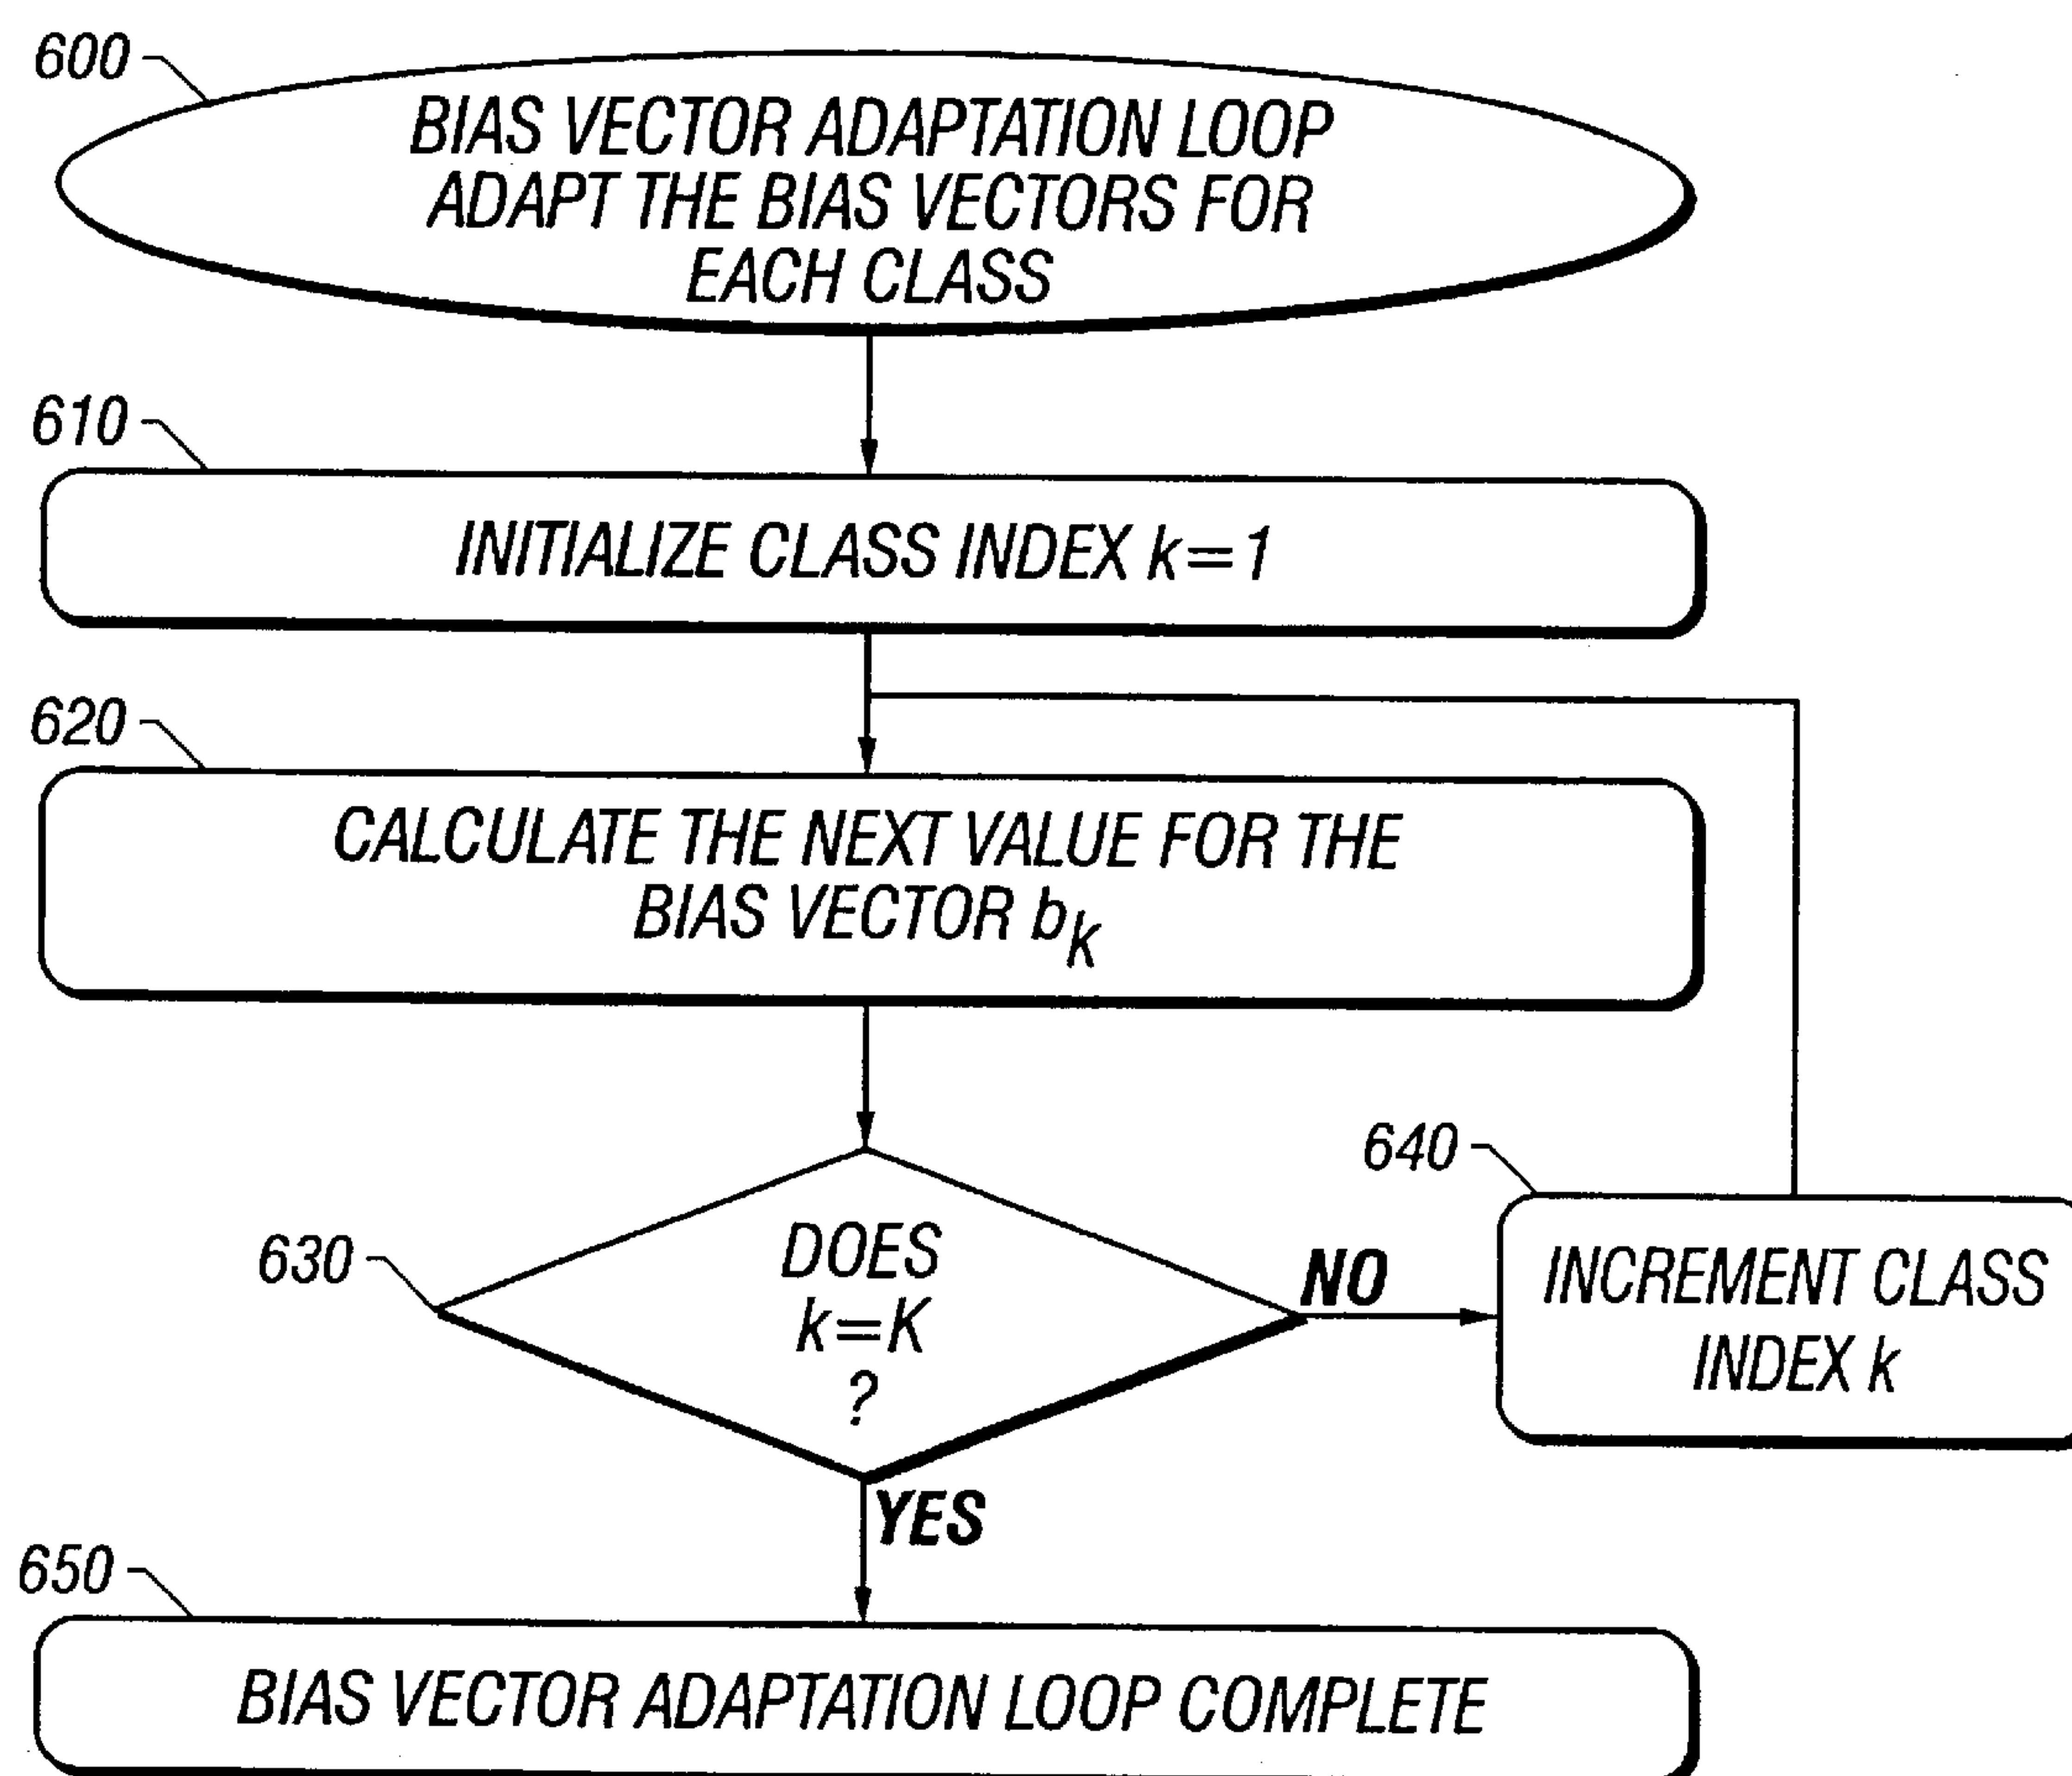 600
BIAS VECTOR ADAPTATION LOOP
ADAPT THE BIAS VECTORS FOR
EACH CLASS
610
INITIALIZE CLASS INDEX k=1
620
CALCULATE THE NEXT VALUE FOR THE
BIAS VECTOR bk
630
DOES
k=K
?
NO
640
INCREMENT CLASS
INDEX k
YES
650
BIAS VECTOR ADAPTATION LOOP COMPLETE